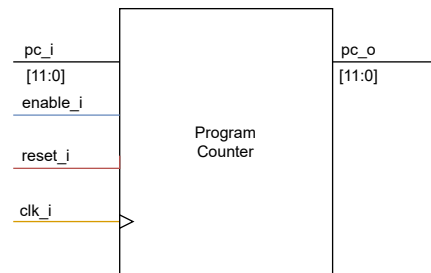 pc_i
[11:0]
enable_i
reset_i
clk_i
Program
Counter
pc_o
[11:0]